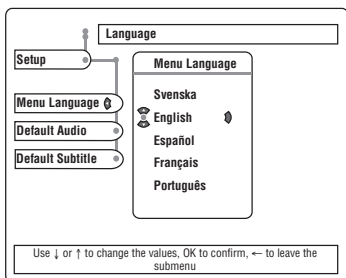 Language
Setup
Menu Language
Menu Language
Default Audio
Default Subtitle
Svenska
English
Español
Français
Português
Use ↓ or ↑ to change the values, OK to confirm, ← to leave the
submenu